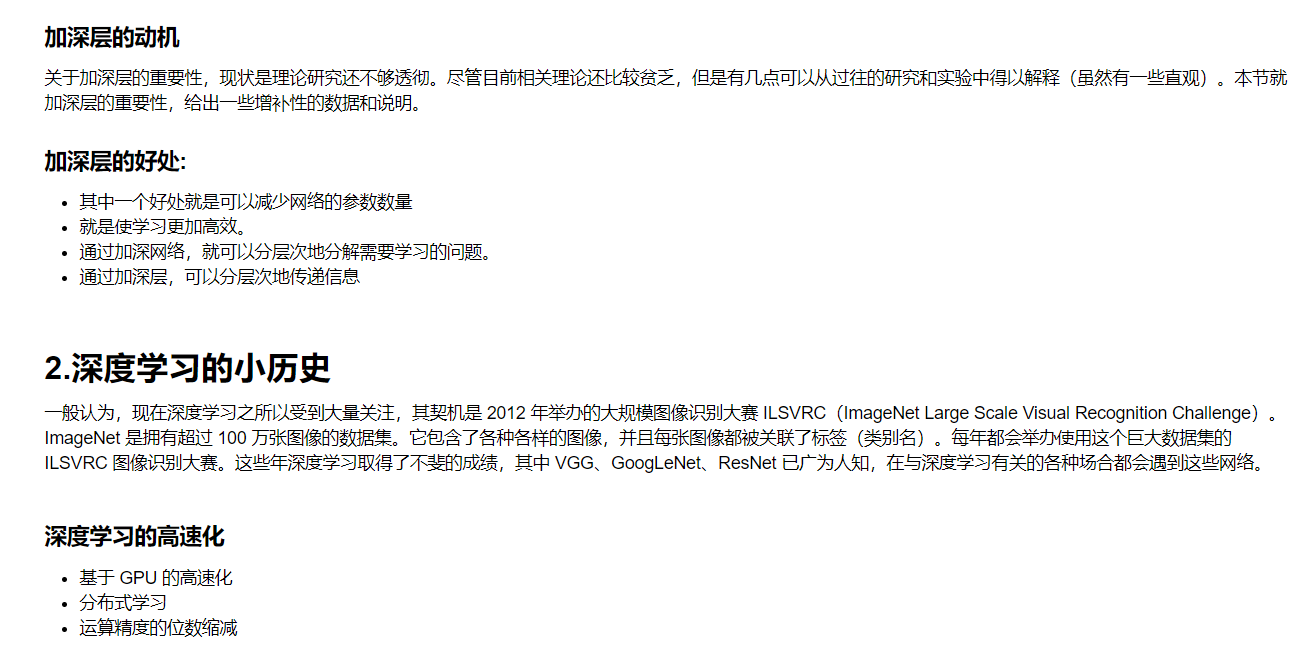 加深层的动机
关于加深层的重要性，现状是理论研究还不够透彻。尽管目前相关理论还比较贫乏，但是有几点可以从过往的研究和实验中得以解释（虽然有一些直观）。本节就
加深层的重要性，给出一些增补性的数据和说明。
加深层的好处:
其中一个好处就是可以减少网络的参数数量
就是使学习更加高效。
通过加深网络，就可以分层次地分解需要学习的问题。
通过加深层，可以分层次地传递信息
2.深度学习的小历史
一般认为，现在深度学习之所以受到大量关注，其契机是 2012 年举办的大规模图像识别大赛 ILSVRC（ImageNet Large Scale Visual Recognition Challenge）。
ImageNet 是拥有超过 100 万张图像的数据集。它包含了各种各样的图像，并且每张图像都被关联了标签（类别名）。每年都会举办使用这个巨大数据集的
ILSVRC 图像识别大赛。这些年深度学习取得了不斐的成绩，其中 VGG、GoogLeNet、ResNet 已广为人知，在与深度学习有关的各种场合都会遇到这些网络。
深度学习的高速化
基于 GPU 的高速化
分布式学习
运算精度的位数缩减